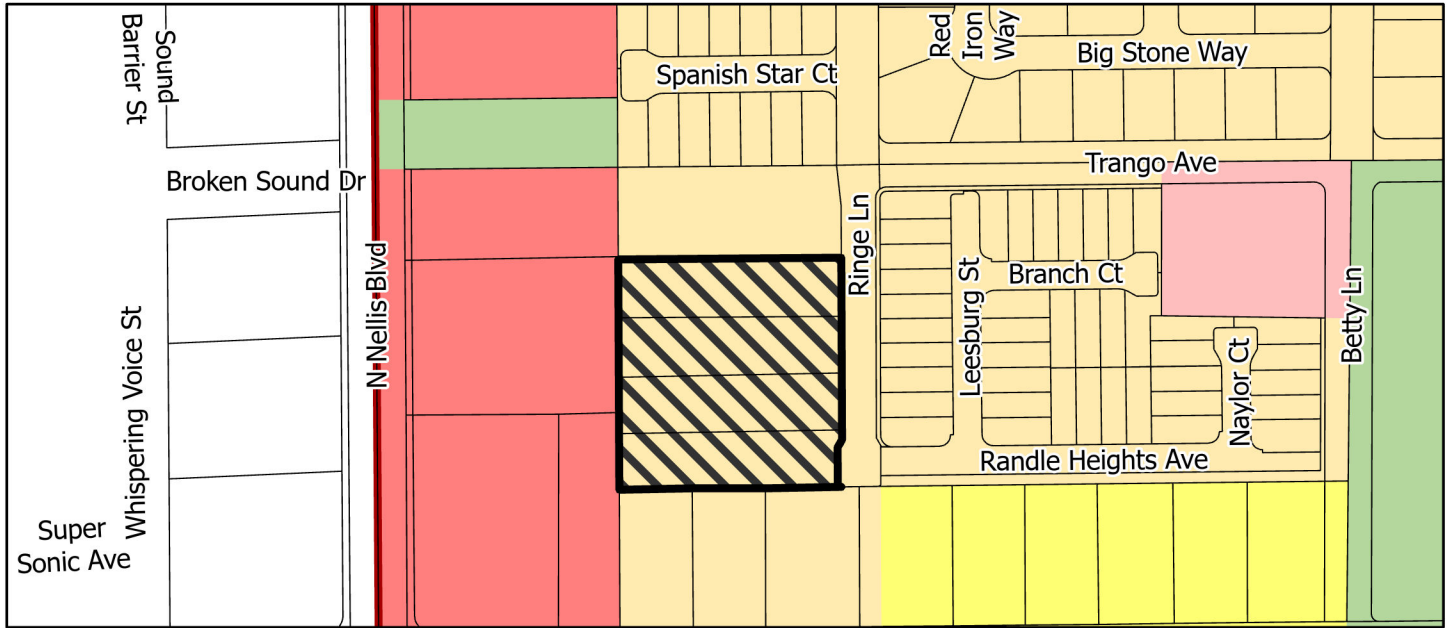 Sound
Barrier St
Red
Iron
Way
Big Stone Way
Spanish Star Ct
Trango Ave
Broken Sound Dr
Ringe Ln
N Nellis Blvd
Leesburg St
Branch Ct
Betty Ln
Whispering Voice St
Naylor Ct
Randle Heights Ave
Super
Sonic Ave